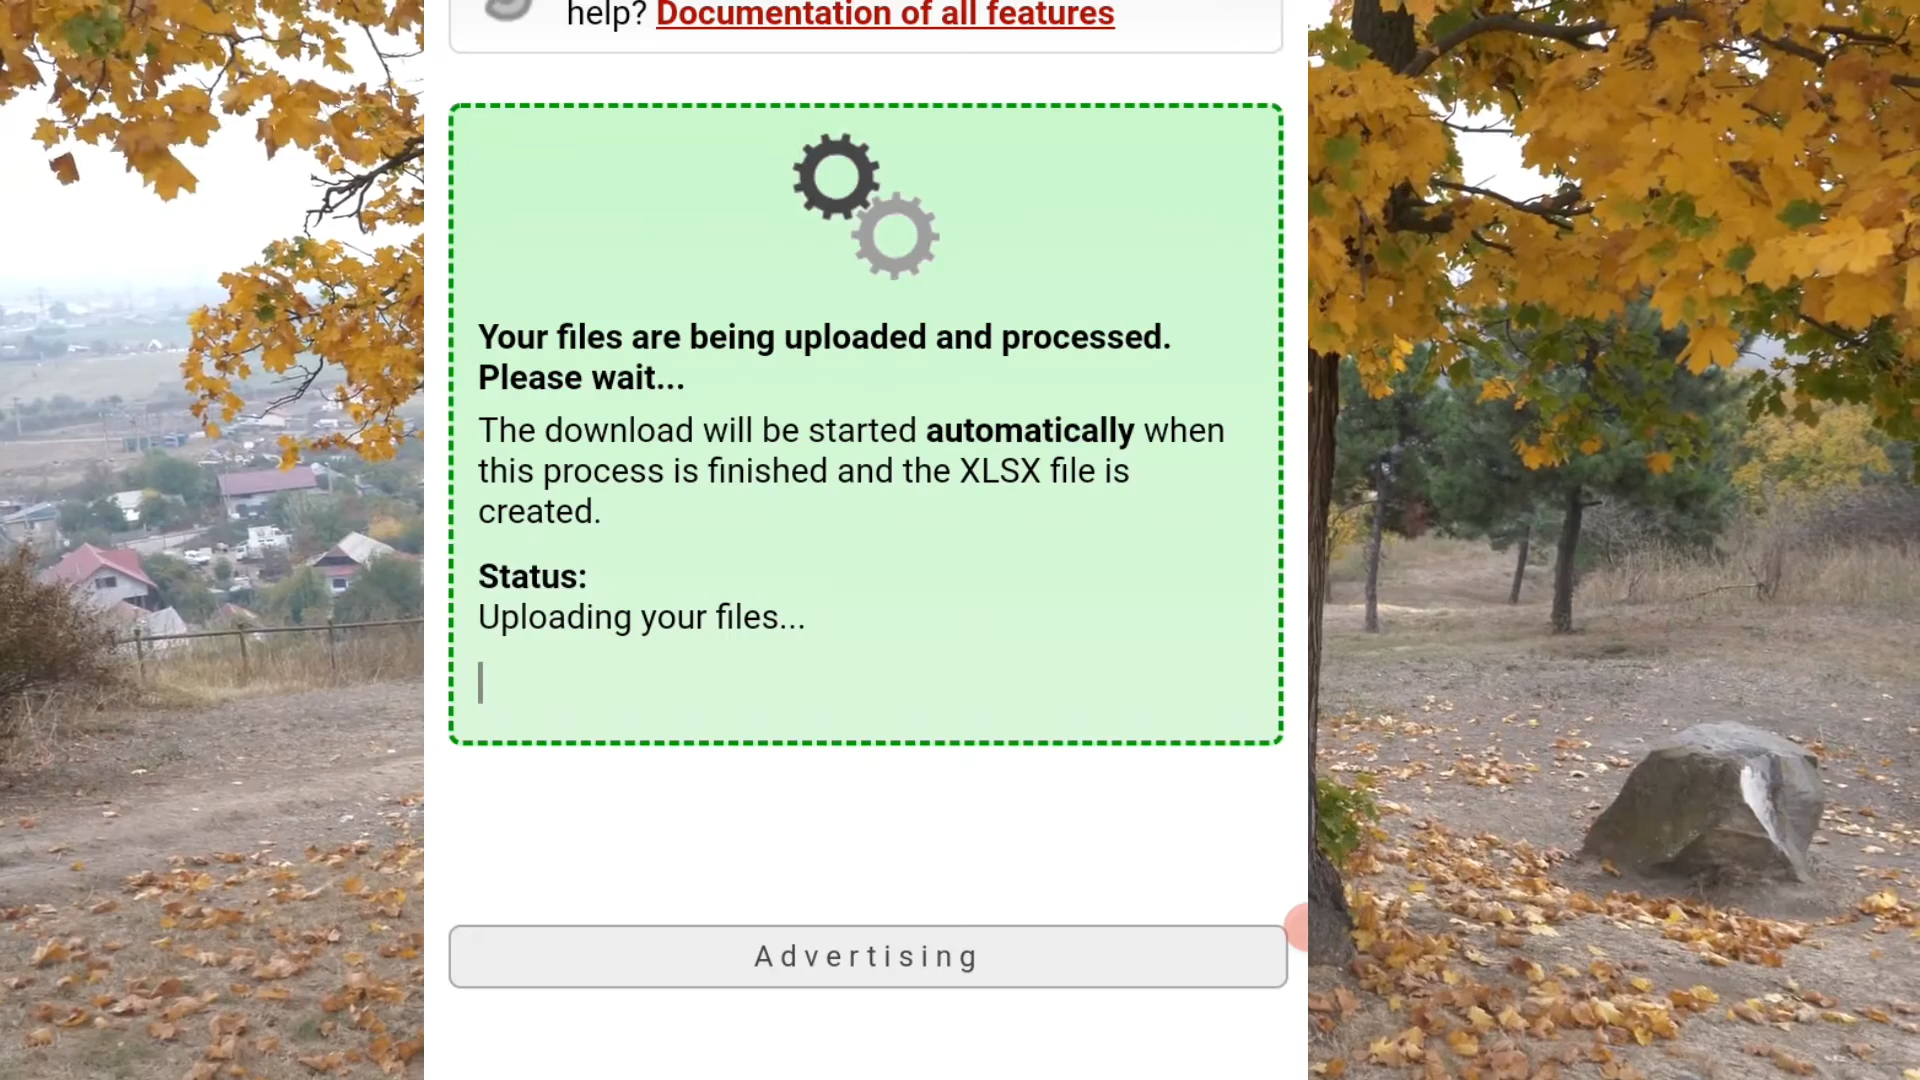 help? Documentation of all features
Your files are being uploaded and processed.
Please wait...
The download will be started automatically when
this process is finished and the XLSX file is
created.
Status:
Uploading your files...
Advertising